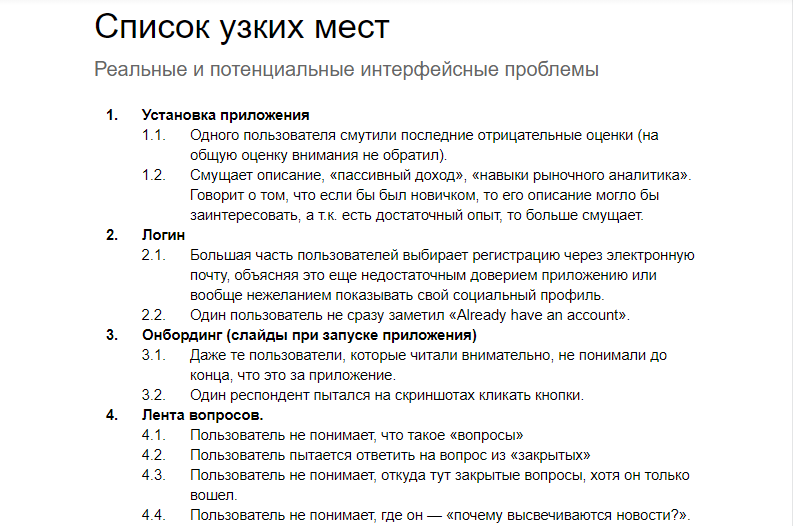 Список узких мест
Реальные и потенциальные интерфейсные проблемы
1. Установка приложения
1.1. Одного пользователя смутили последние отрицательные оценки (на
общую оценку внимания не обратил).
1.2. Смущает описание, «пассивный доход», «навыки рыночного аналитика».
Говорит о том, что если бы был новичком, то его описание могло бы
заинтересовать, а т.к. есть достаточный опыт, то больше смущает.
2. Логин
2.1. Большая часть пользователей выбирает регистрацию через электронную
почту, объясняя это еще недостаточным доверием приложению или
вообще нежеланием показывать свой социальный профиль.
2.2. Один пользователь не сразу заметил «Already have an account».
3. Онбординг (слайды при запуске приложения)
3.1. Даже те пользователи, которые читали внимательно, не понимали до
конца, что это за приложение.
3.2. Один респондент пытался на скриншотах кликать кнопки.
4. Лента вопросов.
4.1. Пользователь не понимает, что такое «вопросы»
4.2. Пользователь пытается ответить на вопрос из «закрытых»
4.3. Пользователь не понимает, откуда тут закрытые вопросы, хотя он только
вошел.
4.4. Пользователь не понимает, где он — «почему высвечиваются новости?».